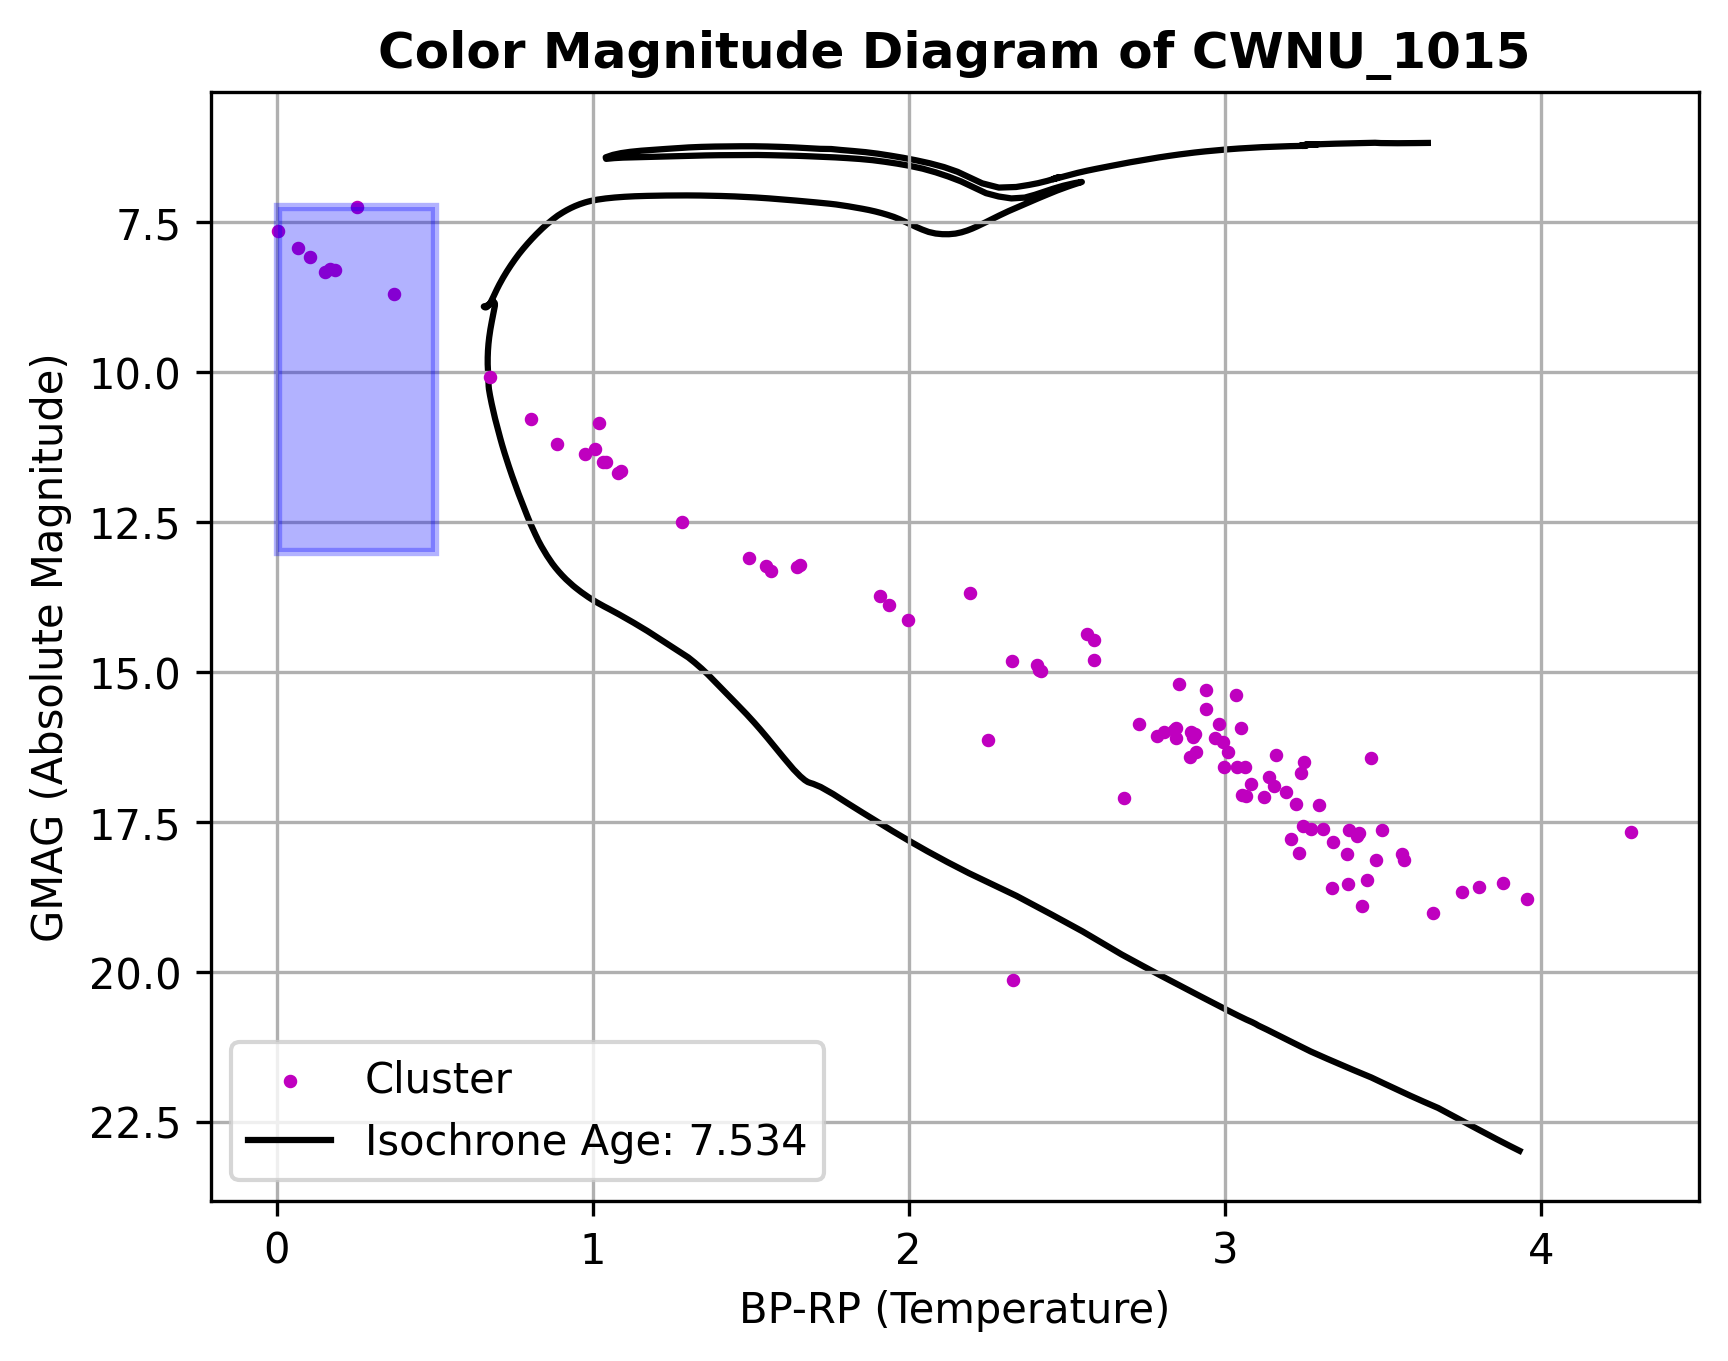 Color Magnitude Diagram of CWNU_1015
GMAG (Absolute Magnitude)
7.5
10.0
12.5
15.0
17.5
20.0
22.5
Cluster
Isochrone Age: 7.534
0 1 2 3 4
BP-RP (Temperature)